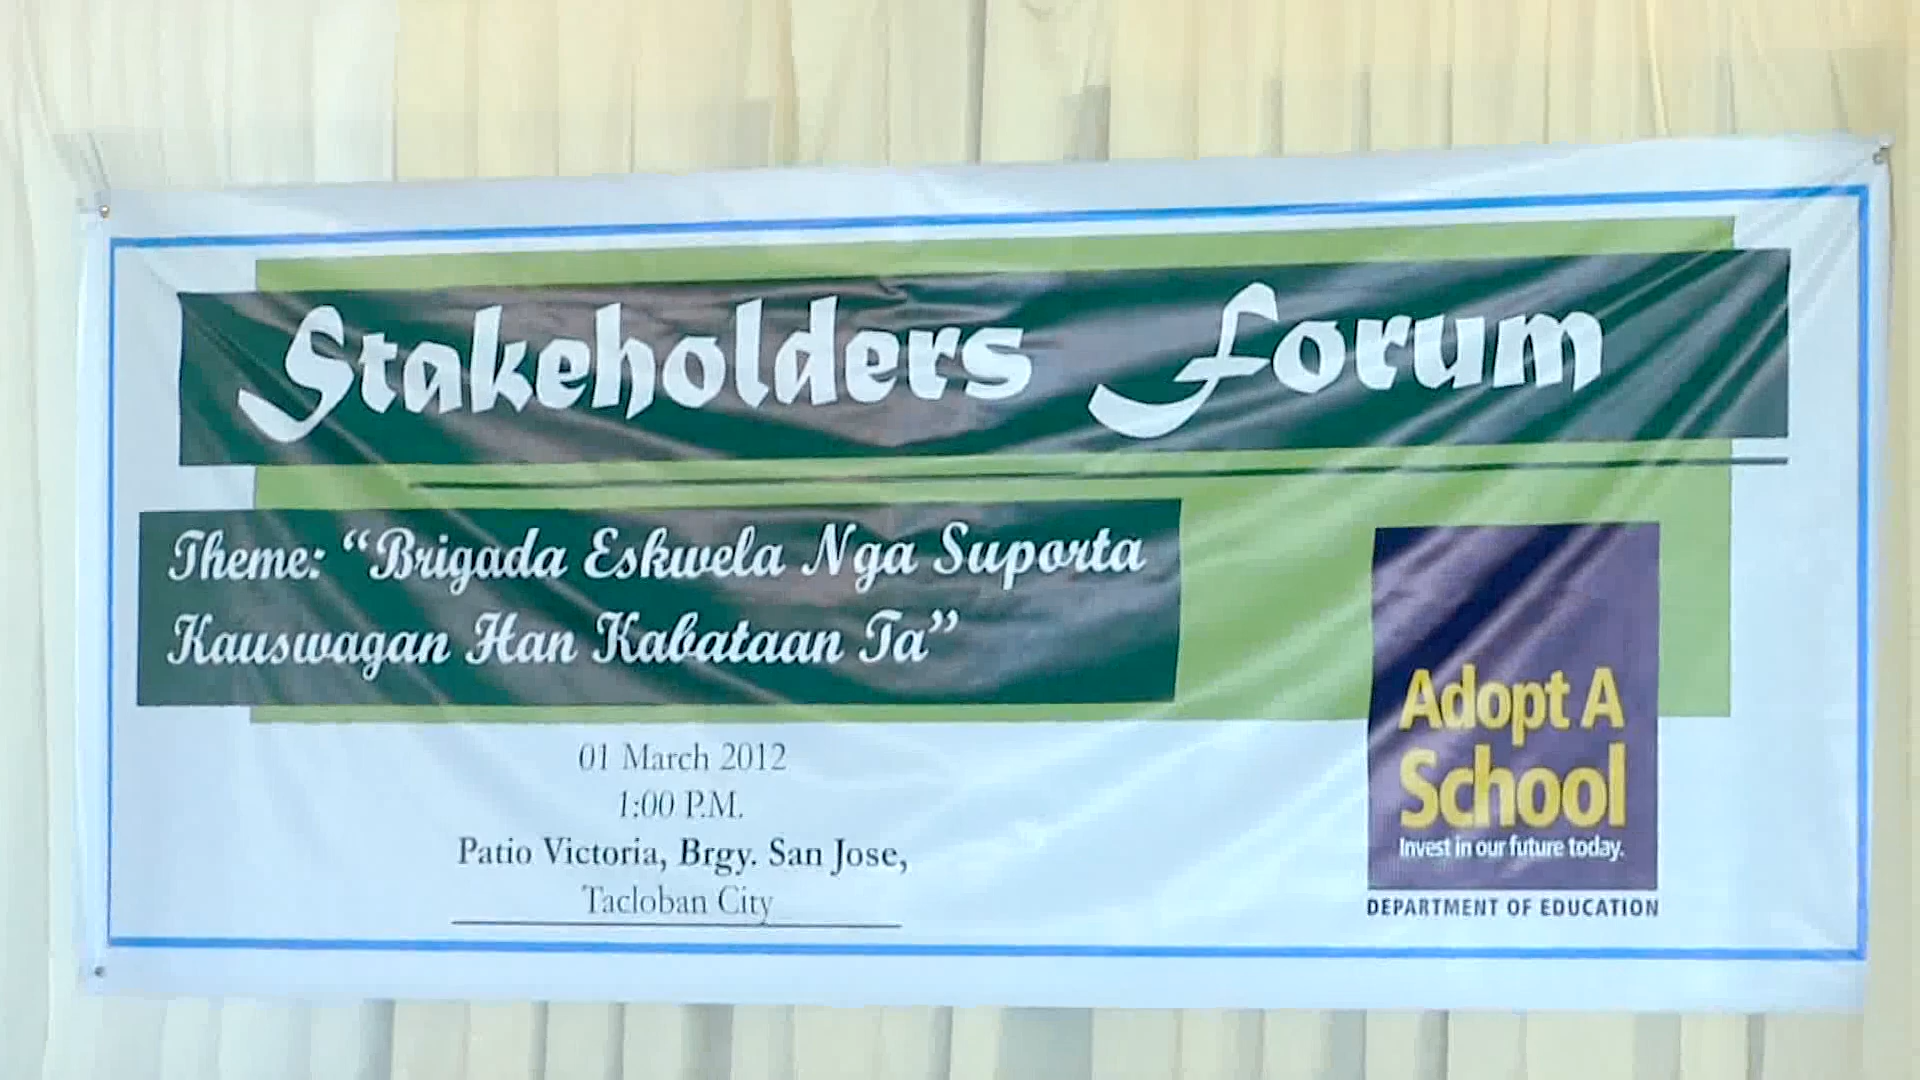 Stakeholders Forum
Theme: “Brigada Eskwela Nga Suporta
Kauswagan Han Kabataan Ta”
01 March 2012
1:00 P.M.
Patio Victoria, Brgy. San Jose,
Tacloban City
Adopt A
School
Invest in our future today.
DEPARTMENT OF EDUCATION